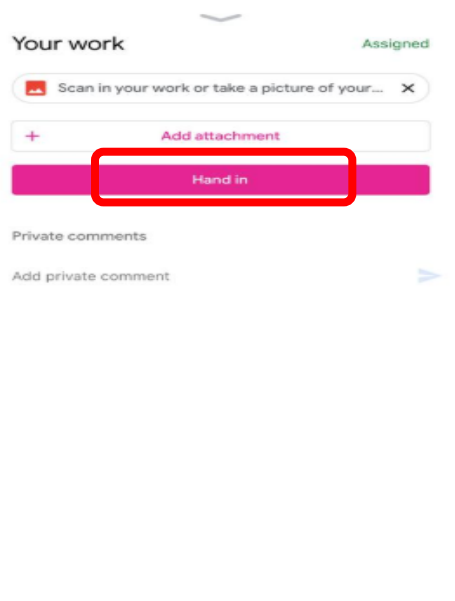 Your work
Assigned
Scan in your work or take a picture of your...
Add attachment
Hand in
Private comments
Add private comment